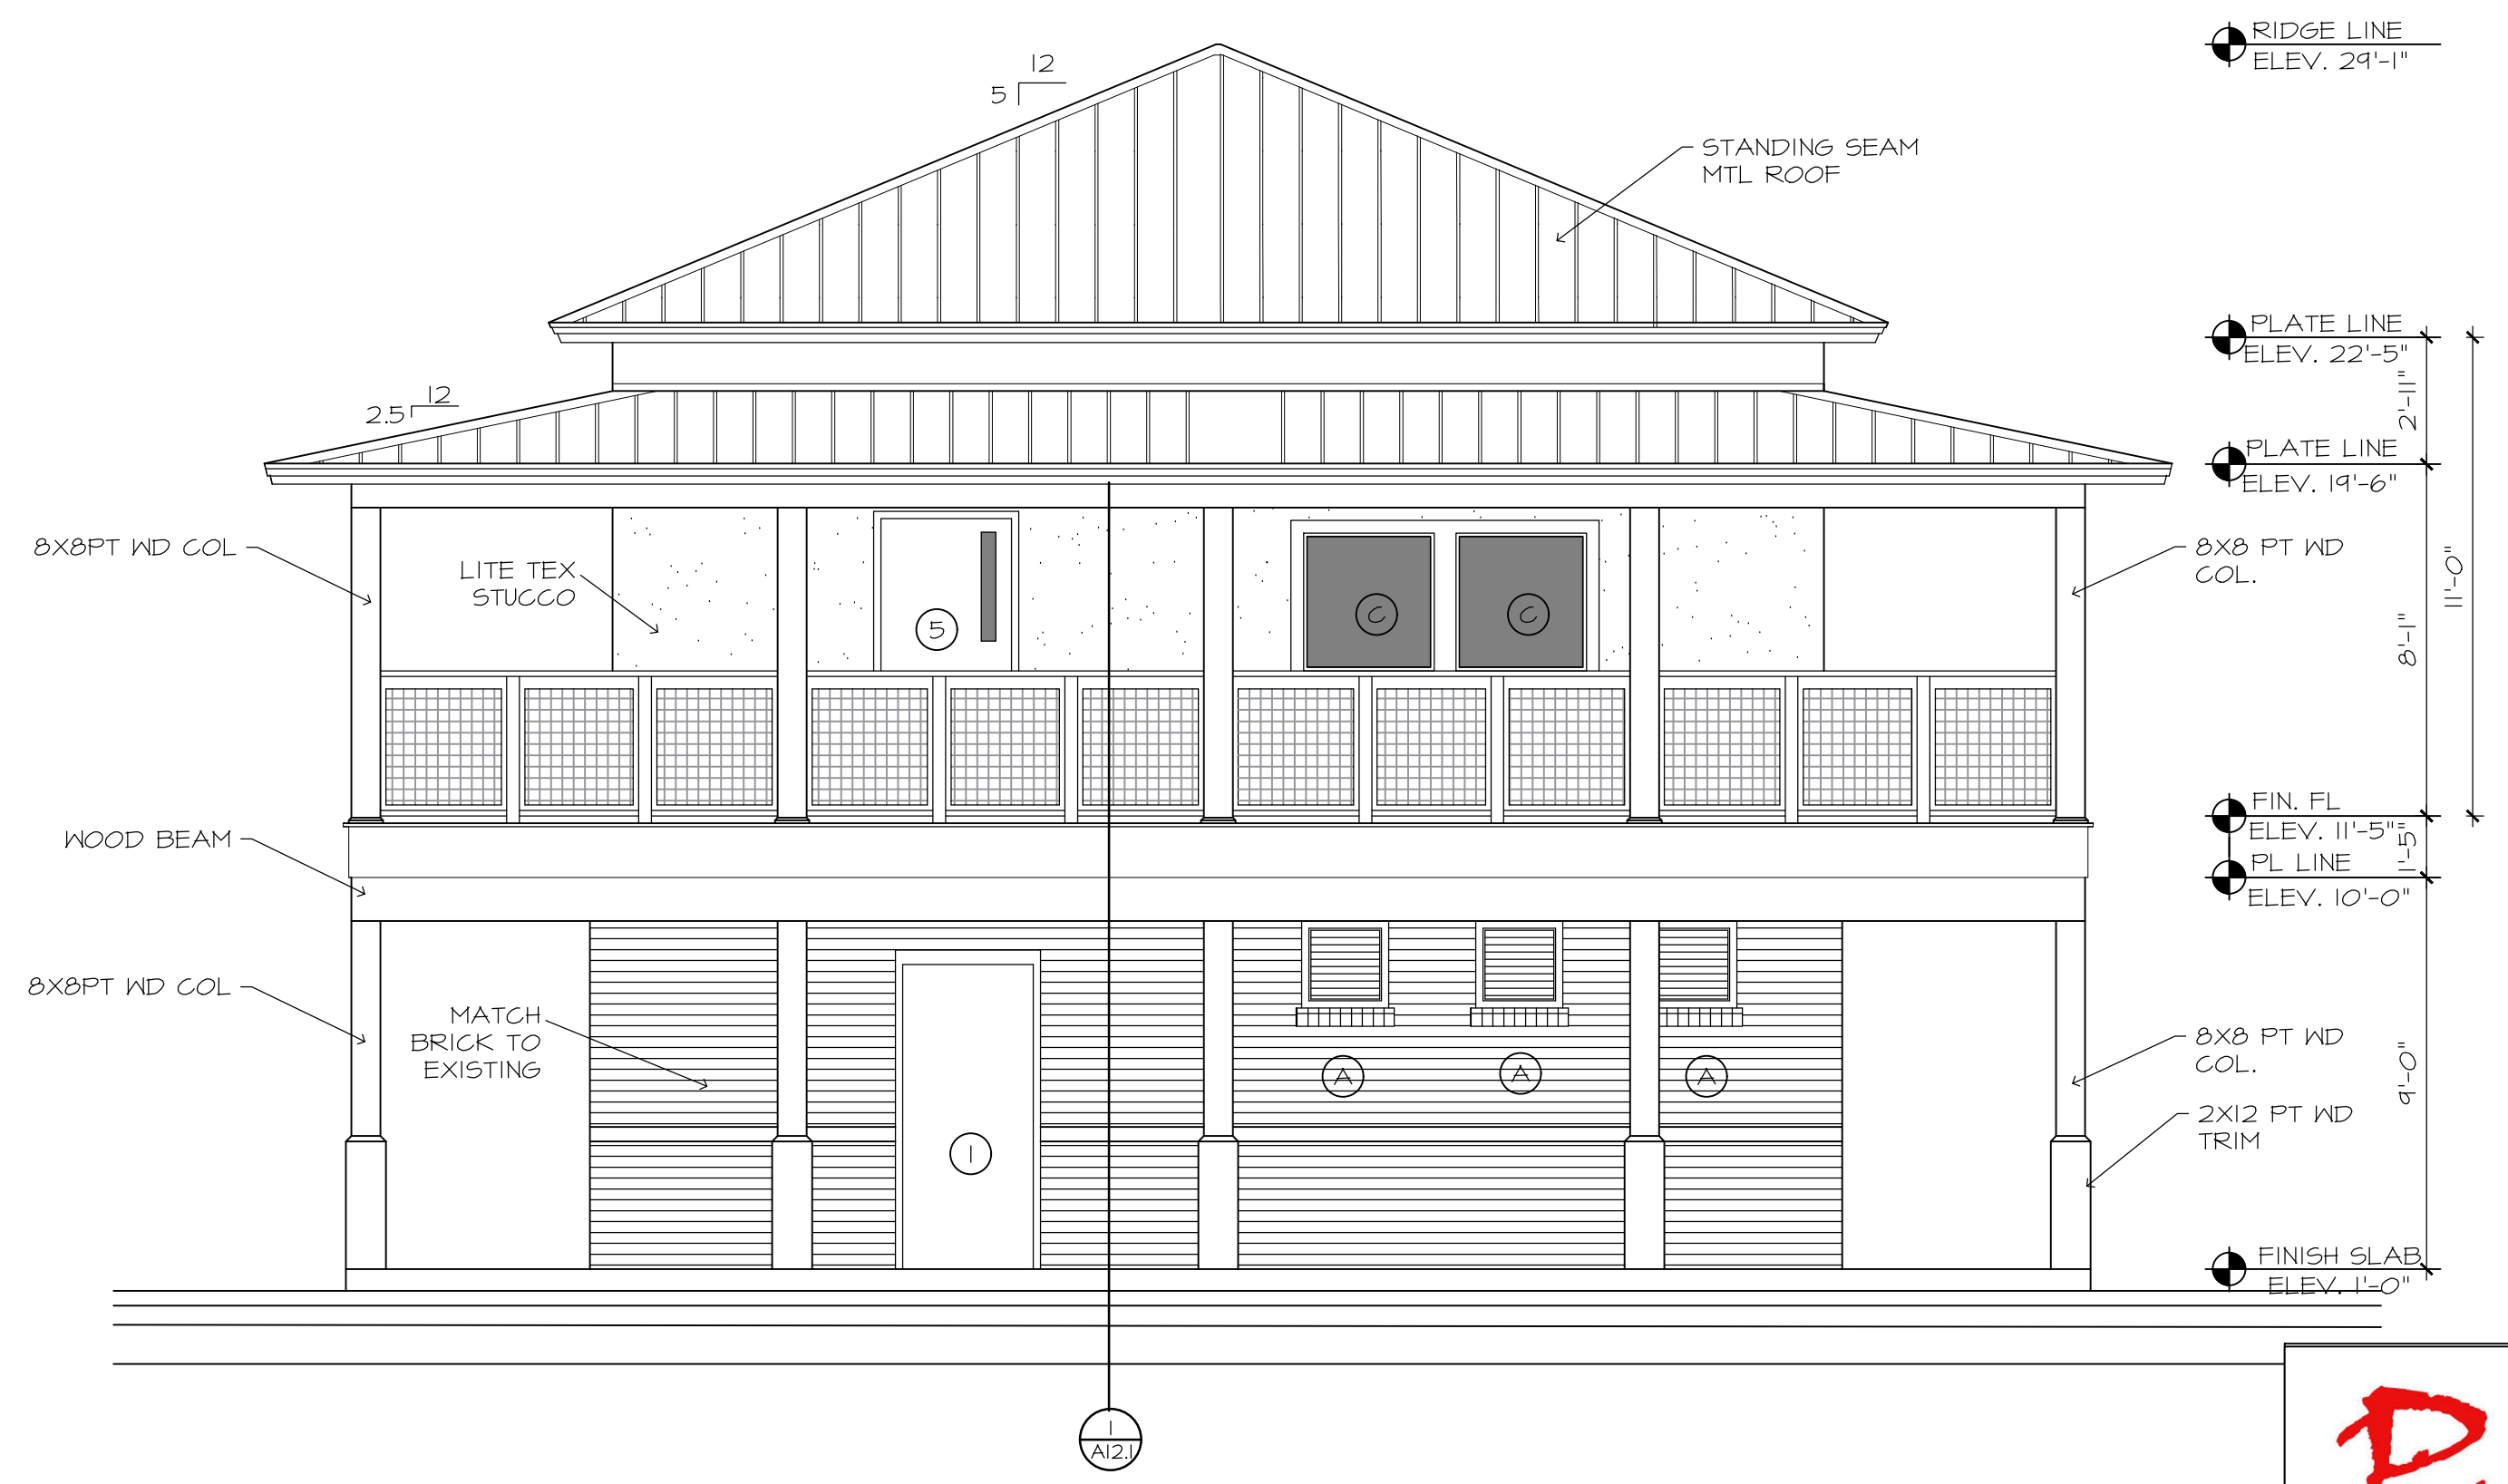 RIDGE LINE
ELEV. 29'-1"
12
5
STANDING SEAM
MTL ROOF
PLATE LINE
ELEV. 22'-5"
2'-11"
12
2.5
PLATE LINE
ELEV. 19'-6"
8X8PT WD COL
LITE TEX
STUCCO
5
C
C
8X8 PT WD
COL.
11'-0"
8'-1"
WOOD BEAM
FIN. FL
ELEV. 11'-5"
1'-5"
PL LINE
ELEV. 10'-0"
8X8PT WD COL
MATCH
BRICK TO
EXISTING
A
A
A
1
8X8 PT WD
COL.
9'-0"
2X12 PT WD
TRIM
FINISH SLAB
ELEV. 1'-0"
1
A12.1